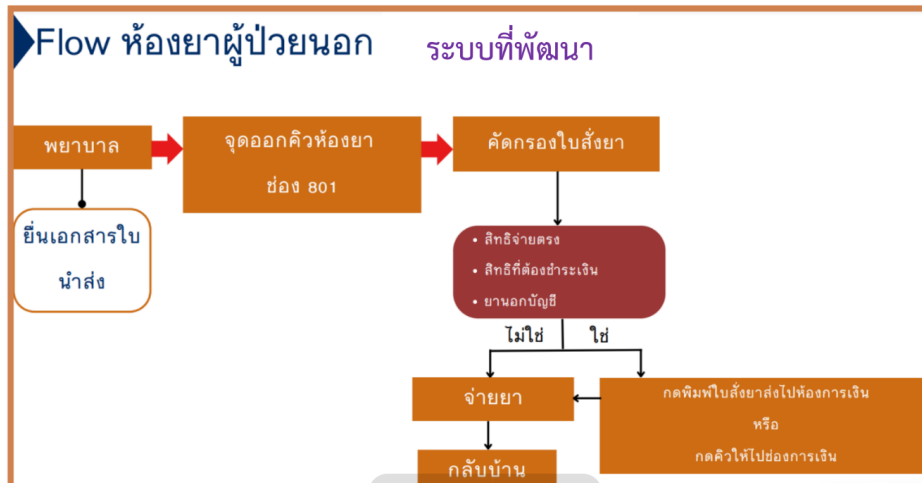 Flow ห้องยาผู้ป่วยนอก
ระบบที่พัฒนา
พยาบาล
ยื่นเอกสารใบ
นำส่ง
จุดออกคิวห้องยา
ช่อง 801
คัดกรองใบสั่งยา
• สิทธิจ่ายตรง
• สิทธิที่ต้องชำระเงิน
• ยานอกบัญชี
ไม่ใช่
ใช่
จ่ายยา
กดพิมพ์ใบสั่งยาส่งไปห้องการเงิน
หรือ
กดคิวให้ไปช่องการเงิน
กลับบ้าน